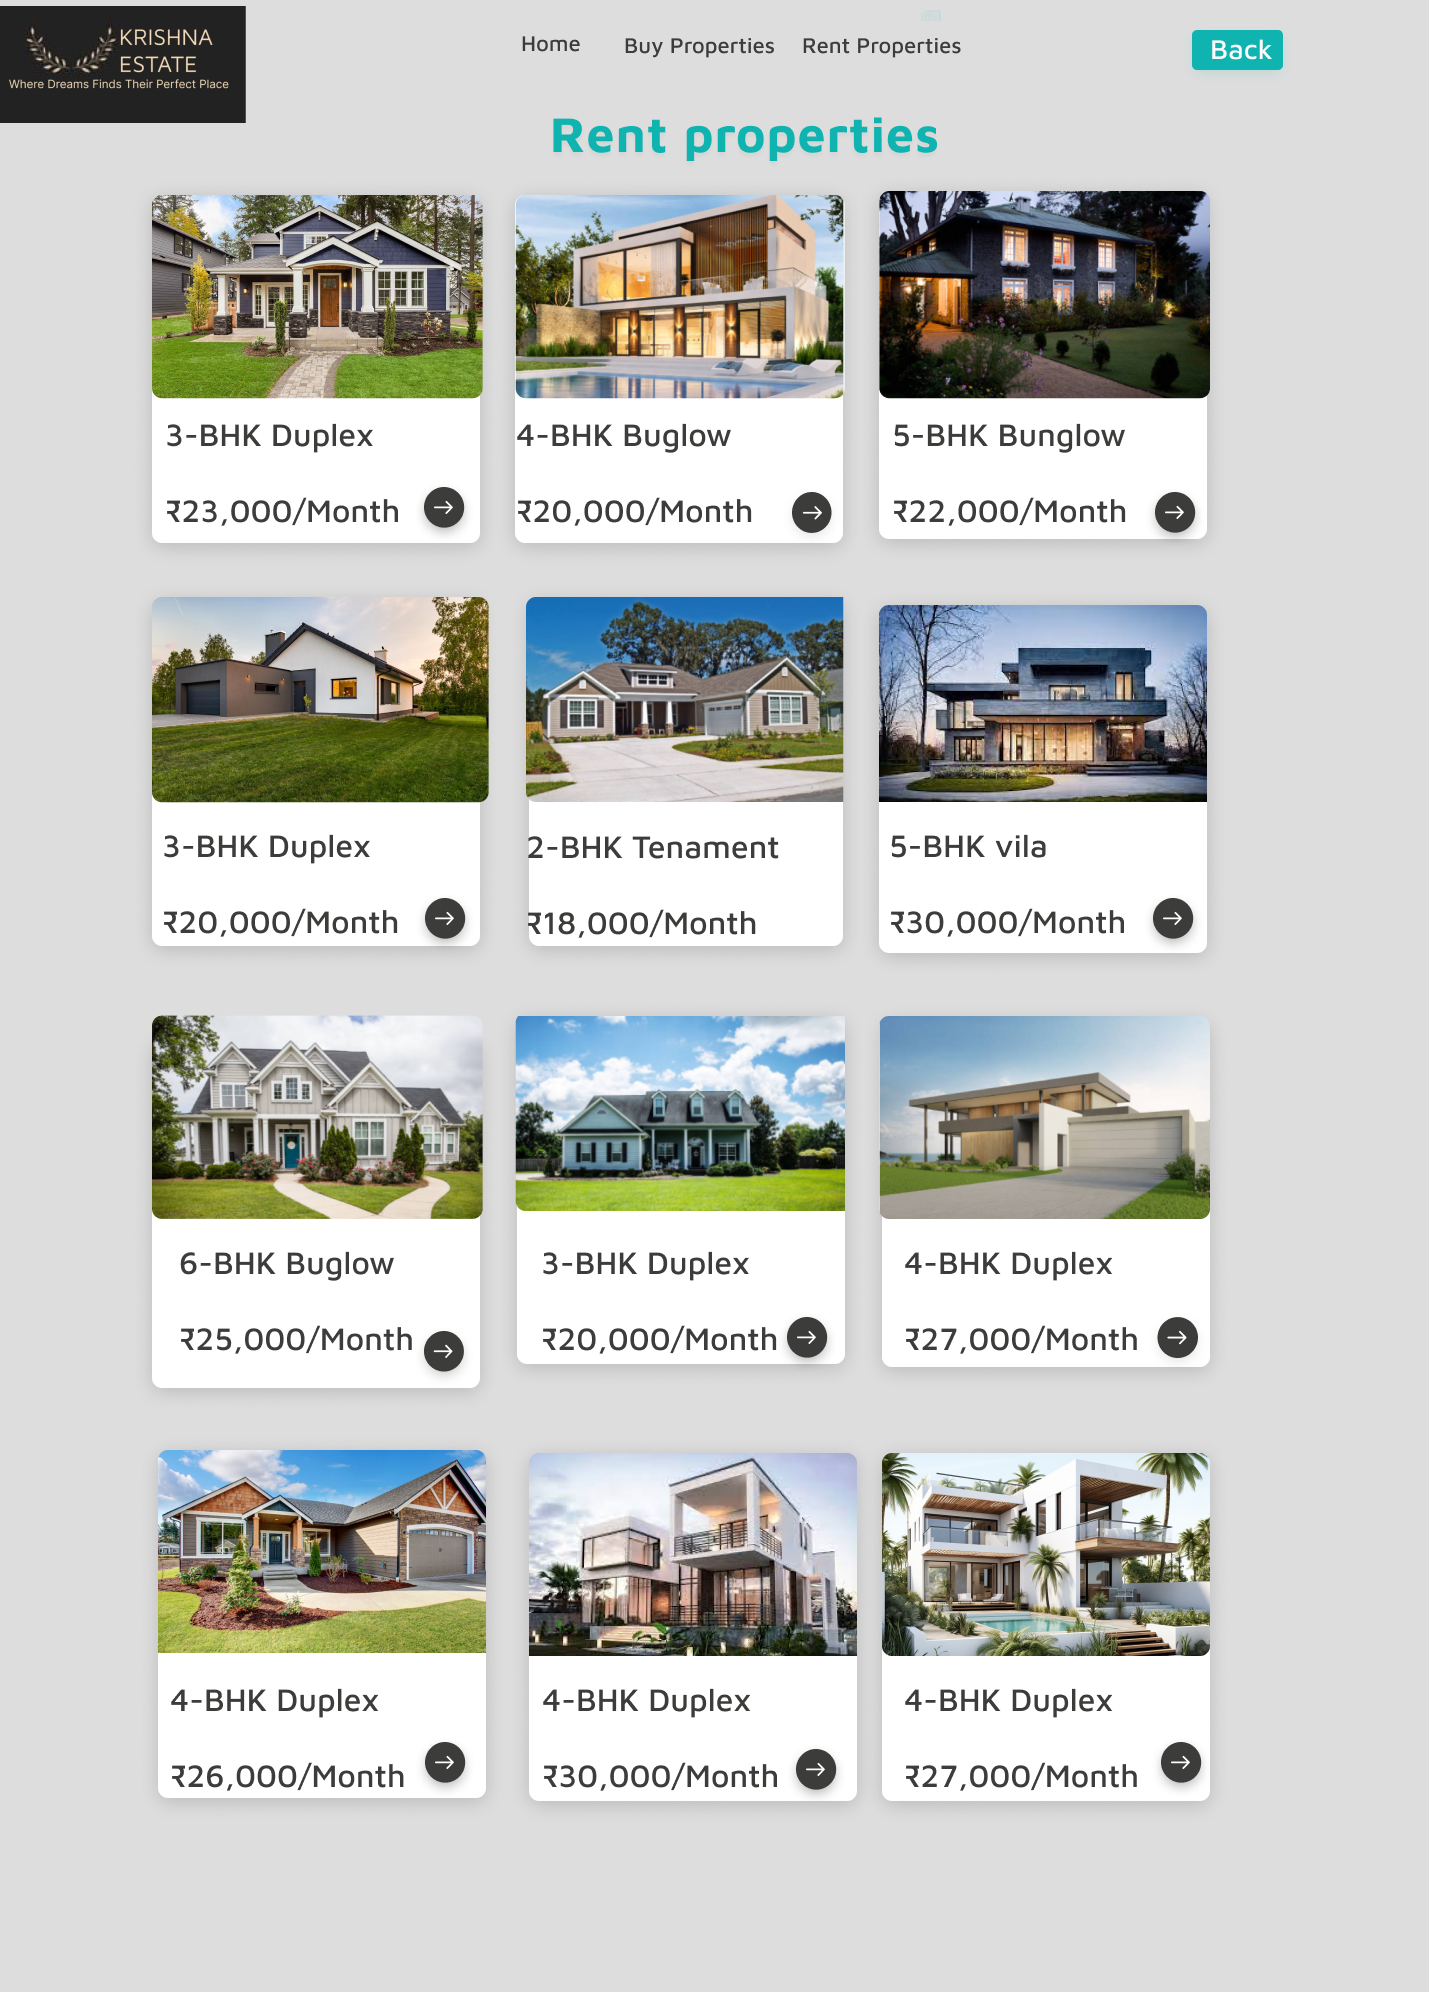 KRISHNA
ESTATE
Where Dreams Finds Their Perfect Place
Home
Buy Properties
Rent Properties
Back
Rent properties
3-BHK Duplex
₹23,000/Month
4-BHK Buglow
₹20,000/Month
5-BHK Bunglow
₹22,000/Month
3-BHK Duplex
₹20,000/Month
2-BHK Tenament
₹18,000/Month
5-BHK vila
₹30,000/Month
6-BHK Buglow
₹25,000/Month
3-BHK Duplex
₹20,000/Month
4-BHK Duplex
₹27,000/Month
4-BHK Duplex
₹26,000/Month
4-BHK Duplex
₹30,000/Month
4-BHK Duplex
₹27,000/Month